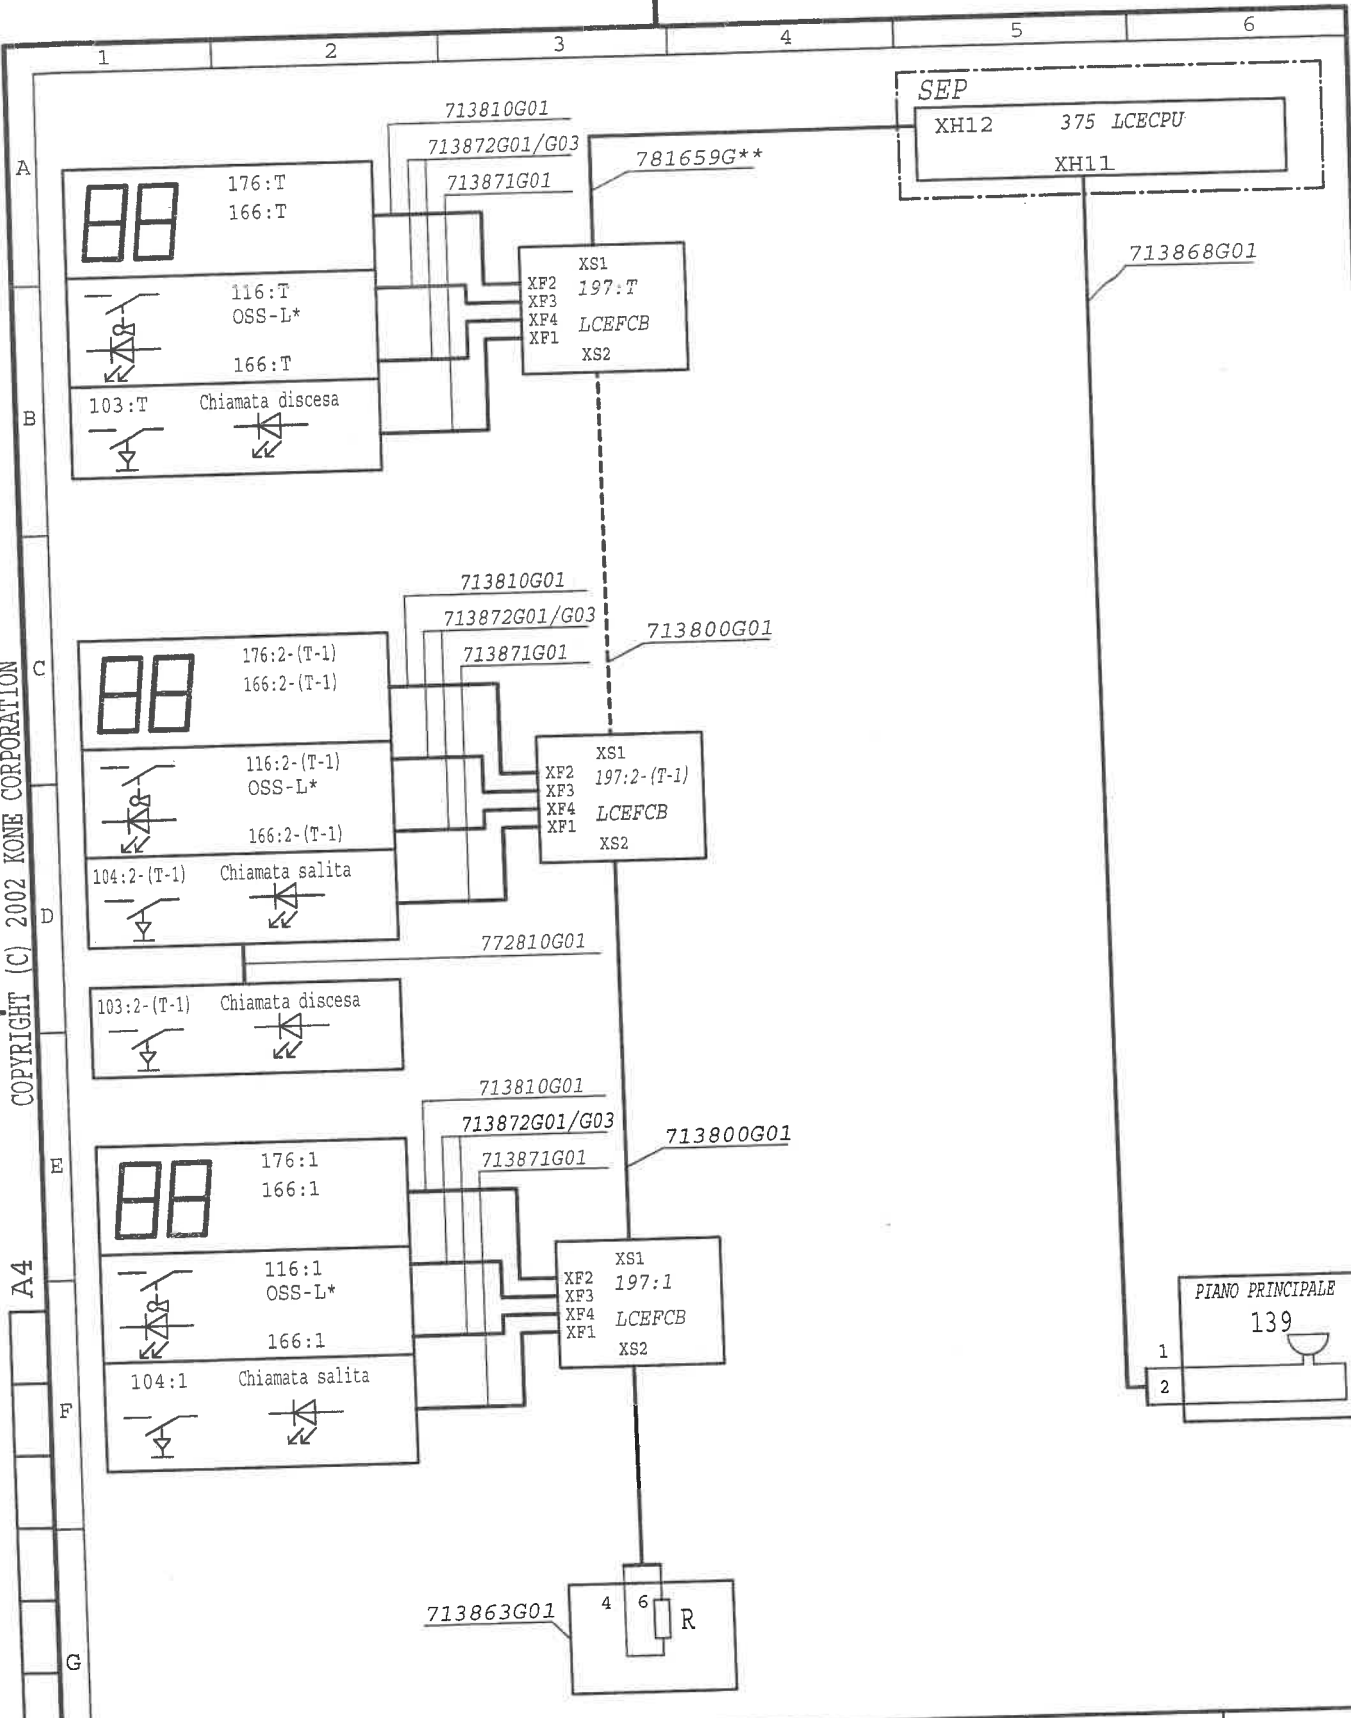 1 2 3 4 5 6
A
B
C
D
E
F
G
COPYRIGHT (C) 2002 KONE CORPORATION
A4
SEP
XH12 375 LCECPU
XH11
781659G**
713868G01
713810G01
713872G01/G03
713871G01
176:T
166:T
116:T
OSS-L*
166:T
103:T Chiamata discesa
XS1
XF2 197:T
XF3
XF4 LCEFCB
XF1
XS2
713800G01
713810G01
713872G01/G03
713871G01
176:2-(T-1)
166:2-(T-1)
116:2-(T-1)
OSS-L*
166:2-(T-1)
104:2-(T-1) Chiamata salita
XS1
XF2 197:2-(T-1)
XF3
XF4 LCEFCB
XF1
XS2
772810G01
103:2-(T-1) Chiamata discesa
713800G01
713810G01
713872G01/G03
713871G01
176:1
166:1
116:1
OSS-L*
166:1
104:1 Chiamata salita
XS1
XF2 197:1
XF3
XF4 LCEFCB
XF1
XS2
PIANO PRINCIPALE
139
1
2
713863G01
4 6 R